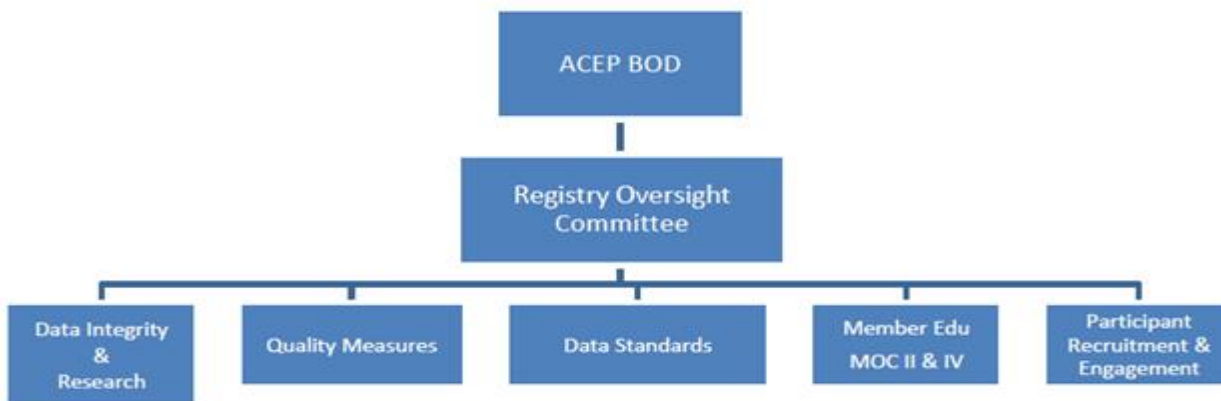 ACEP BOD
Registry Oversight
Committee
Data Integrity
&
Research
Quality Measures
Data Standards
Member Edu
MOC II & IV
Participant
Recruitment &
Engagement